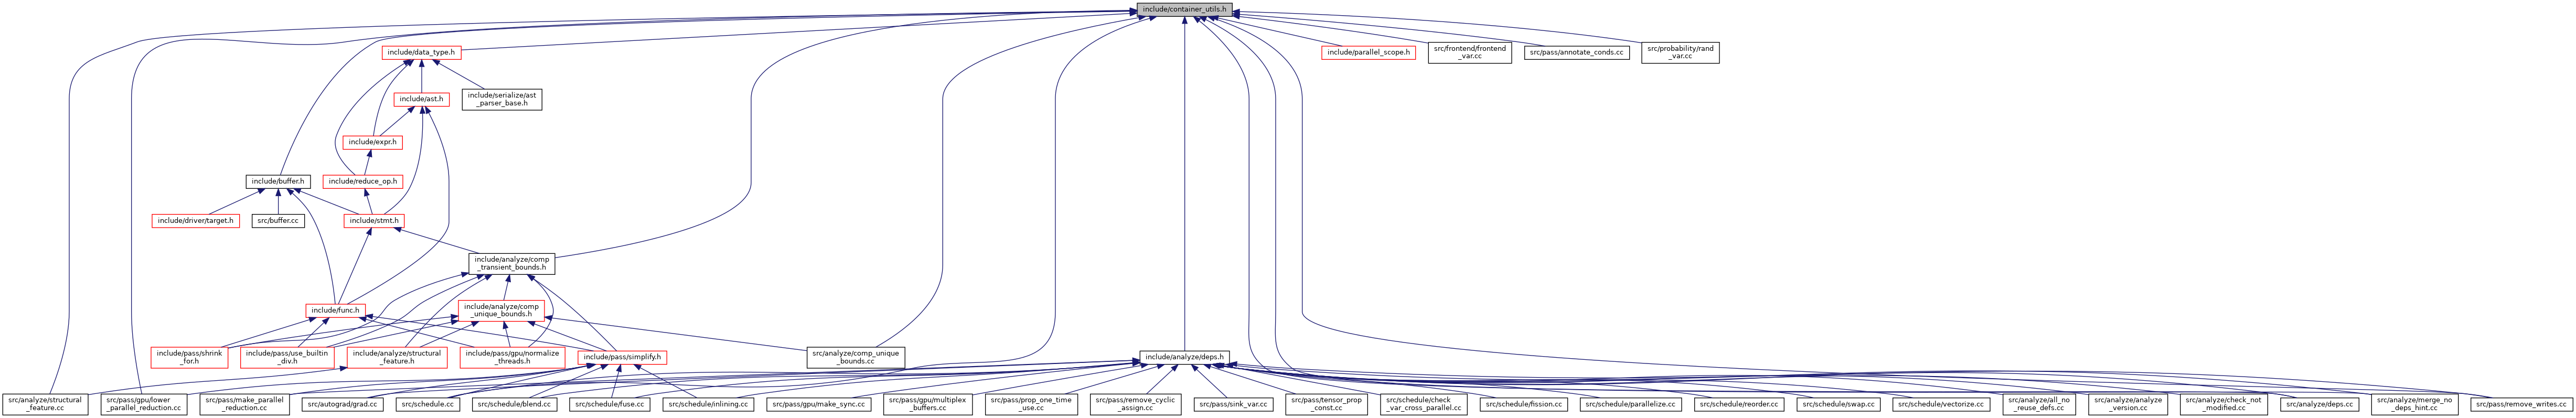 include/container_utils.h
include/data_type.h
include/parallel_scope.h
src/frontend/frontend
_var.cc
src/pass/annotate_conds.cc
src/probability/rand
_var.cc
include/ast.h
include/serialize/ast
_parser_base.h
include/expr.h
include/buffer.h
include/reduce_op.h
include/driver/target.h
src/buffer.cc
include/stmt.h
include/analyze/comp
_transient_bounds.h
include/func.h
include/analyze/comp
_unique_bounds.h
include/pass/shrink
_for.h
include/pass/use_builtin
_div.h
include/analyze/structural
_feature.h
include/pass/gpu/normalize
_threads.h
include/pass/simplify.h
src/analyze/comp_unique
_bounds.cc
include/analyze/deps.h
src/analyze/structural
_feature.cc
src/pass/gpu/lower
_parallel_reduction.cc
src/pass/make_parallel
_reduction.cc
src/autograd/grad.cc
src/schedule.cc
src/schedule/blend.cc
src/schedule/fuse.cc
src/schedule/inlining.cc
src/pass/gpu/make_sync.cc
src/pass/gpu/multiplex
_buffers.cc
src/pass/prop_one_time
_use.cc
src/pass/remove_cyclic
_assign.cc
src/pass/sink_var.cc
src/pass/tensor_prop
_const.cc
src/schedule/check
_var_cross_parallel.cc
src/schedule/fission.cc
src/schedule/parallelize.cc
src/schedule/reorder.cc
src/schedule/swap.cc
src/schedule/vectorize.cc
src/analyze/all_no
_reuse_defs.cc
src/analyze/analyze
_version.cc
src/analyze/check_not
_modified.cc
src/analyze/deps.cc
src/analyze/merge_no
_deps_hint.cc
src/pass/remove_writes.cc